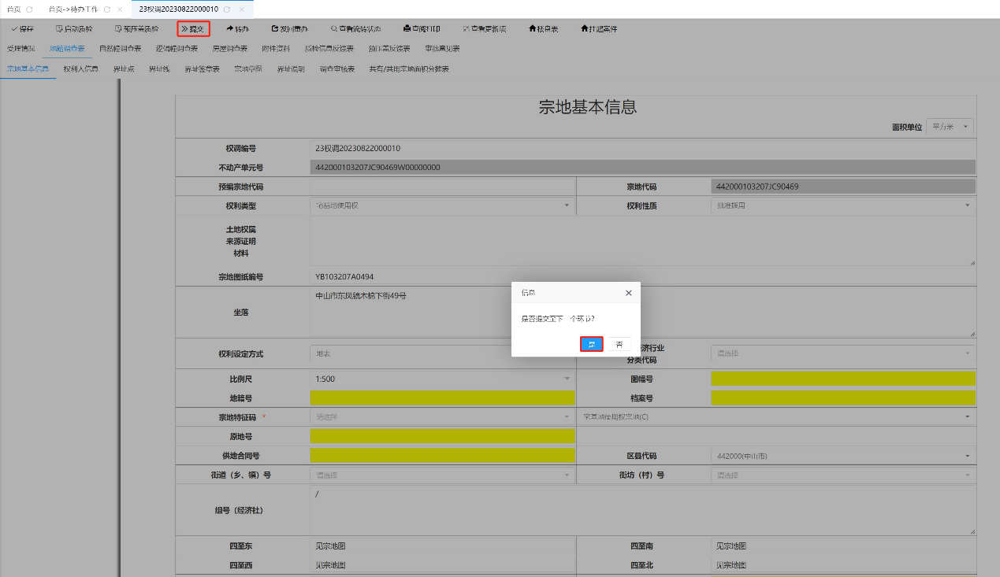 首页
首页->待办工作
23权调20230822000010
保存 启动质检 预压盖质检 提交 转办 发回重办 查看流转状态 查阅打印 查看更新项 楼盘表 挂起案件
受理情况 地籍调查表 自然幢调查表 逻辑幢调查表 房屋调查表 附件资料 质检信息反馈表 预压盖反馈表 审批意见表
宗地基本信息 权利人信息 界址点 界址线 界址签章表 宗地草图 界址说明 调查审核表 共有/共用宗地面积分摊表
宗地基本信息
面积单位 平方米
权调编号 23权调20230822000010
不动产单元号 442000103207JC90469W00000000
预编宗地代码 宗地代码 442000103207JC90469
权利类型 宅基地使用权 权利性质 批准拨用
土地权属
来源证明
材料
宗地图纸编号 YB103207A0494
坐落 中山市东凤镇木棉下街49号
信息
是否提交至下一个环节?
是 否
权利设定方式 地表 济行业
分类代码 请选择
比例尺 1:500 图幅号
地籍号 档案号
宗地特征码 * 请选择 宅基地使用权宗地(C)
原地号
供地合同号 区县代码 442000(中山市)
街道（乡、镇）号 请选择 街坊（村）号 请选择
组号（经济社） /
四至东 见宗地图 四至南 见宗地图
四至西 见宗地图 四至北 见宗地图